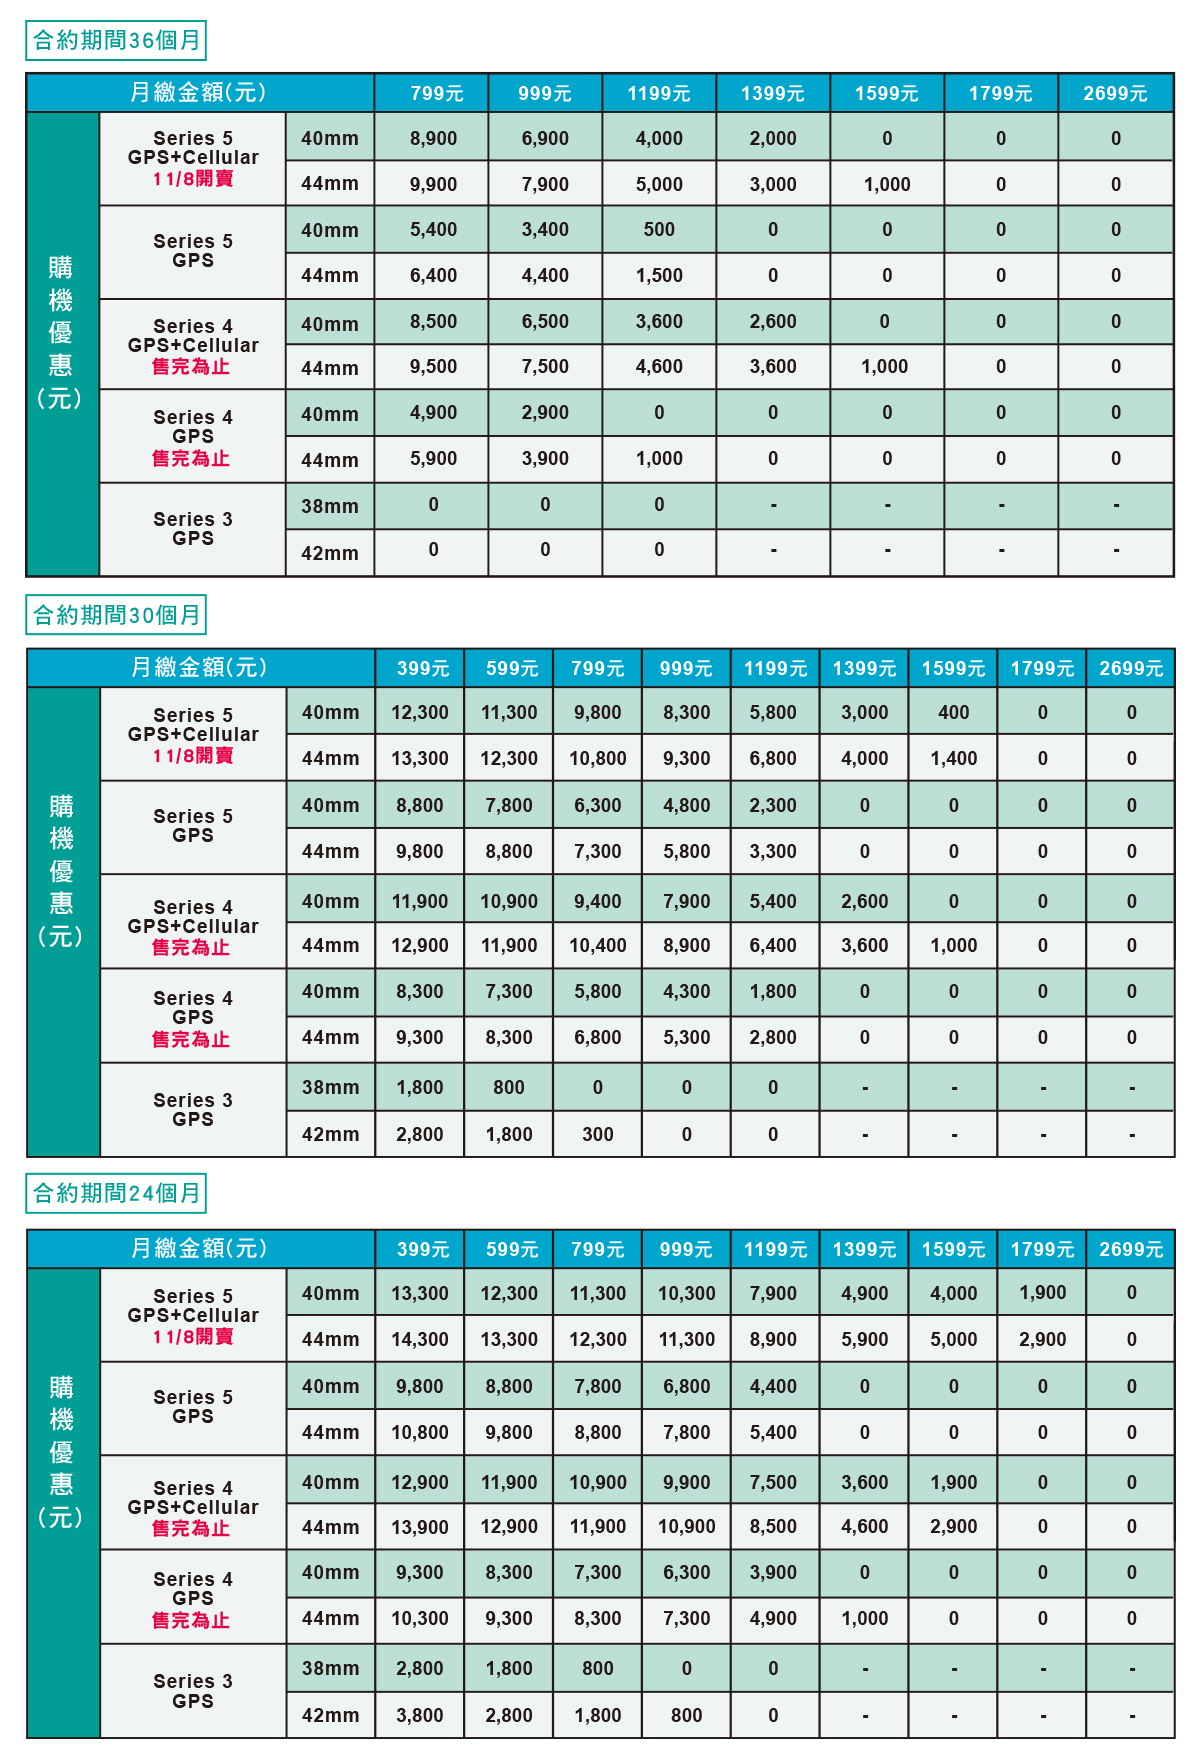 合約期間36個月
月繳金額(元) 799元 999元 1199元 1399元 1599元 1799元 2699元
購機優惠(元)
Series 5
GPS+Cellular
11/8開賣
40mm 8,900 6,900 4,000 2,000 0 0 0
44mm 9,900 7,900 5,000 3,000 1,000 0 0
Series 5
GPS
40mm 5,400 3,400 500 0 0 0 0
44mm 6,400 4,400 1,500 0 0 0 0
Series 4
GPS+Cellular
售完為止
40mm 8,500 6,500 3,600 2,600 0 0 0
44mm 9,500 7,500 4,600 3,600 1,000 0 0
Series 4
GPS
售完為止
40mm 4,900 2,900 0 0 0 0 0
44mm 5,900 3,900 1,000 0 0 0 0
Series 3
GPS
38mm 0 0 0 - - - -
42mm 0 0 0 - - - -
合約期間30個月
月繳金額(元) 399元 599元 799元 999元 1199元 1399元 1599元 1799元 2699元
購機優惠(元)
Series 5
GPS+Cellular
11/8開賣
40mm 12,300 11,300 9,800 8,300 5,800 3,000 400 0 0
44mm 13,300 12,300 10,800 9,300 6,800 4,000 1,400 0 0
Series 5
GPS
40mm 8,800 7,800 6,300 4,800 2,300 0 0 0 0
44mm 9,800 8,800 7,300 5,800 3,300 0 0 0 0
Series 4
GPS+Cellular
售完為止
40mm 11,900 10,900 9,400 7,900 5,400 2,600 0 0 0
44mm 12,900 11,900 10,400 8,900 6,400 3,600 1,000 0 0
Series 4
GPS
售完為止
40mm 8,300 7,300 5,800 4,300 1,800 0 0 0 0
44mm 9,300 8,300 6,800 5,300 2,800 0 0 0 0
Series 3
GPS
38mm 1,800 800 0 0 0 - - - -
42mm 2,800 1,800 300 0 0 - - - -
合約期間24個月
月繳金額(元) 399元 599元 799元 999元 1199元 1399元 1599元 1799元 2699元
購機優惠(元)
Series 5
GPS+Cellular
11/8開賣
40mm 13,300 12,300 11,300 10,300 7,900 4,900 4,000 1,900 0
44mm 14,300 13,300 12,300 11,300 8,900 5,900 5,000 2,900 0
Series 5
GPS
40mm 9,800 8,800 7,800 6,800 4,400 0 0 0 0
44mm 10,800 9,800 8,800 7,800 5,400 0 0 0 0
Series 4
GPS+Cellular
售完為止
40mm 12,900 11,900 10,900 9,900 7,500 3,600 1,900 0 0
44mm 13,900 12,900 11,900 10,900 8,500 4,600 2,900 0 0
Series 4
GPS
售完為止
40mm 9,300 8,300 7,300 6,300 3,900 0 0 0 0
44mm 10,300 9,300 8,300 7,300 4,900 1,000 0 0 0
Series 3
GPS
38mm 2,800 1,800 800 0 0 - - - -
42mm 3,800 2,800 1,800 800 0 - - - -